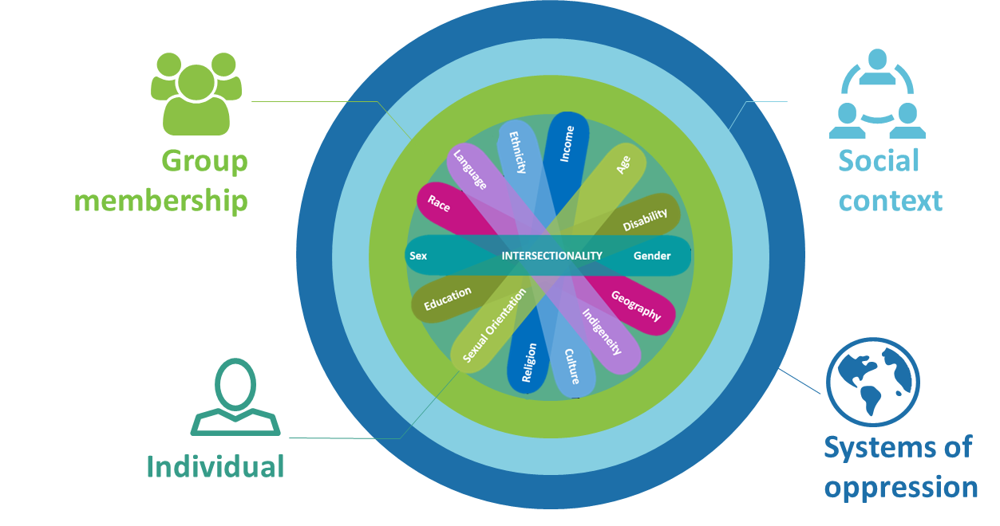 Group
membership
Social
context
Income
Ethnicity
Age
Language
Race
Disability
Sex
INTERSECTIONALITY
Gender
Education
Geography
Sexual Orientation
Indigeneity
Religion
Culture
Individual
Systems of
oppression